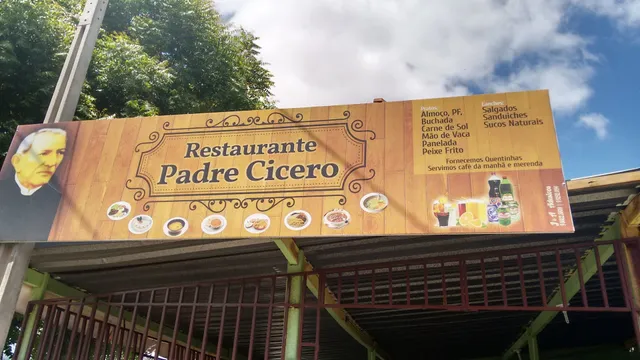 Restaurante
Padre Cicero
Almoço, PF,
Buchada
Carne de Sol
Mão de Vaca
Panelada
Peixe Frito
Salgados
Sanduiches
Sucos Naturais
Fornecemos Quentinhas
Servimos café da manhã e merenda